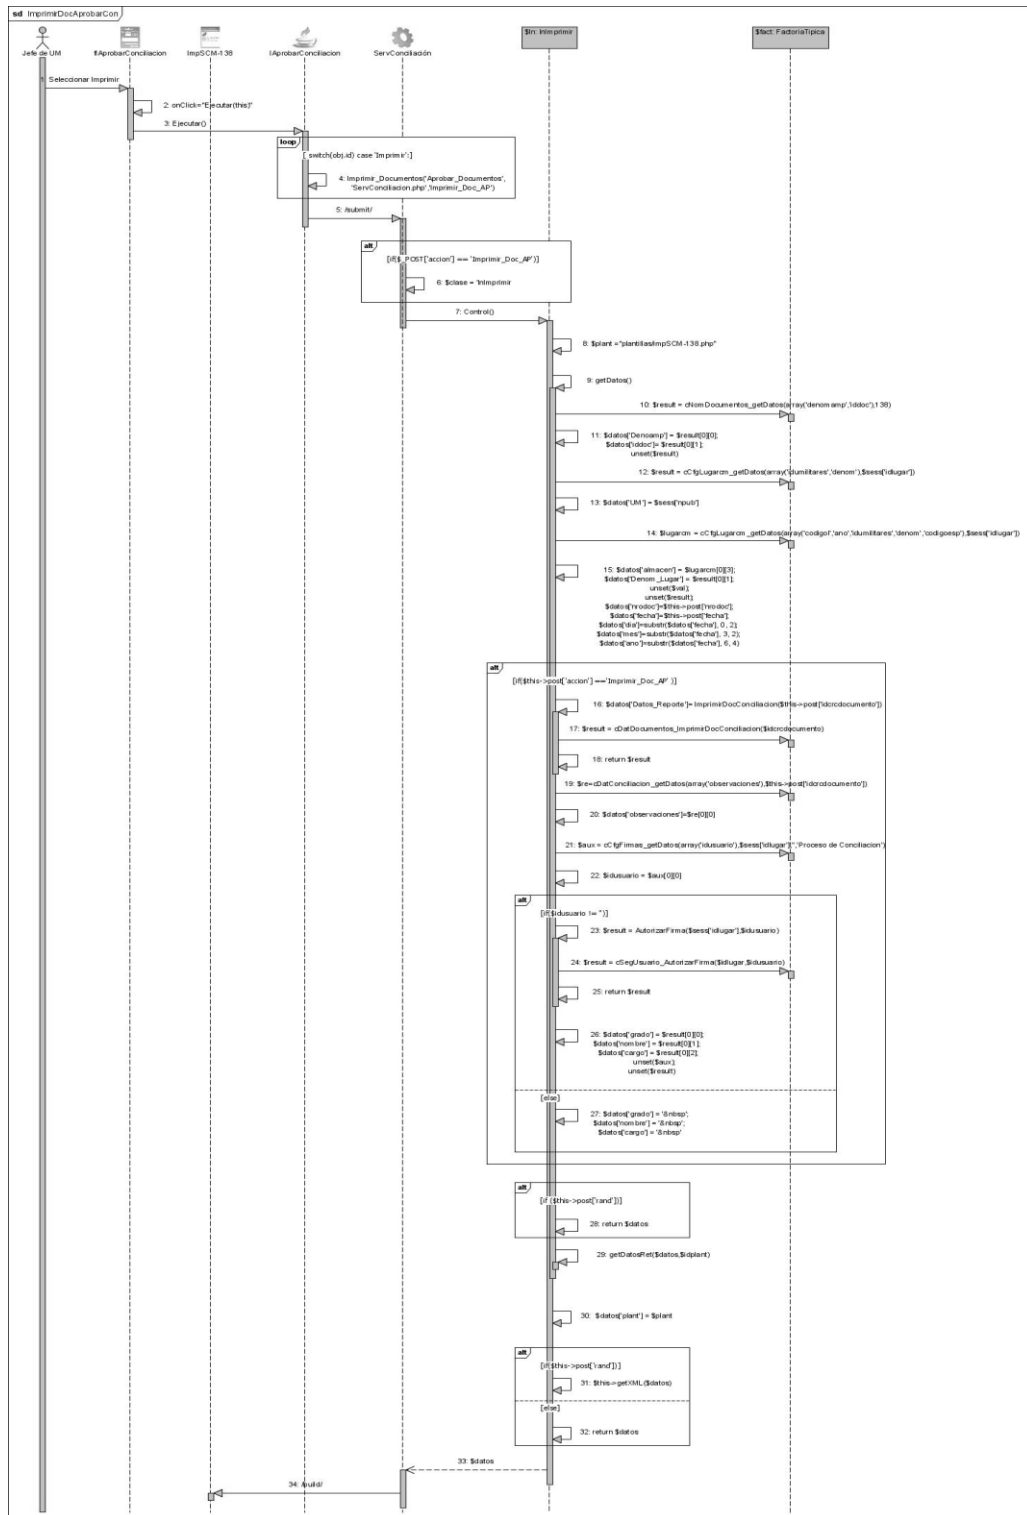 sd ImprimirDocAprobarCon
Jefe de UM
fIAprobarConciliacion
ImpSCM-138
IAprobarConciliacion
ServConciliación
$In: InImprimir
$fact: FactoriaTipica
1: Seleccionar Imprimir
2: onClick="Ejecutar(this)"
3: Ejecutar()
loop
[ switch(obj.id) case 'Imprimir':]
4: Imprimir_Documentos('Aprobar_Documentos',
'ServConciliacion.php','Imprimir_Doc_AP')
5: /submit/
alt
[if($_POST['accion'] == 'Imprimir_Doc_AP')]
6: $clase = 'InImprimir
7: Control()
8: $plant ="plantillas/impSCM-138.php"
9: getDatos()
10: $result = cNomDocumentos_getDatos(array('denomamp','iddoc'),138)
11: $datos['Denoamp'] = $result[0][0];
$datos['iddoc']= $result[0][1];
unset($result)
12: $result = cCfgLugarcm_getDatos(array('idumilitares','denom'),$sess['idlugar'])
13: $datos['UM'] = $sess['npub']
14: $lugarcm = cCfgLugarcm_getDatos(array('codigol','ano','idumilitares','denom','codigoesp'),$sess['idlugar'])
15: $datos['almacen'] = $lugarcm[0][3];
$datos['Denom_Lugar'] = $result[0][1];
unset($val);
unset($result);
$datos['nrodoc']=$this->post['nrodoc'];
$datos['fecha']=$this->post['fecha'];
$datos['dia']=substr($datos['fecha'], 0, 2);
$datos['mes']=substr($datos['fecha'], 3, 2);
$datos['ano']=substr($datos['fecha'], 6, 4)
alt
[if($this->post['accion'] =='Imprimir_Doc_AP' )]
16: $datos['Datos_Reporte']= ImprimirDocConciliacion($this->post['idcrcdocumento'])
17: $result = cDatDocumentos_ImprimirDocConciliacion($idcrcdocumento)
18: return $result
19: $re=cDatConciliacion_getDatos(array('observaciones'),$this->post['idcrcdocumento'])
20: $datos['observaciones']=$re[0][0]
21: $aux = cCfgFirmas_getDatos(array('idusuario'),$sess['idlugar'],'','Proceso de Conciliacion')
22: $idusuario = $aux[0][0]
alt
[if($idusuario != '')]
23: $result = AutorizarFirma($sess['idlugar'],$idusuario)
24: $result = cSegUsuario_AutorizarFirma($idlugar,$idusuario)
25: return $result
26: $datos['grado'] = $result[0][0];
$datos['nombre'] = $result[0][1];
$datos['cargo'] = $result[0][2];
unset($aux);
unset($result)
[else]
27: $datos['grado'] = '&nbsp';
$datos['nombre'] = '&nbsp';
$datos['cargo'] = '&nbsp'
alt
[if ($this->post['rand'])]
28: return $datos
29: getDatosRet($datos,$idplant)
30: $datos['plant'] = $plant
alt
[if($this->post['rand'])]
31: $this->getXML($datos)
[else]
32: return $datos
33: $datos
34: /build/